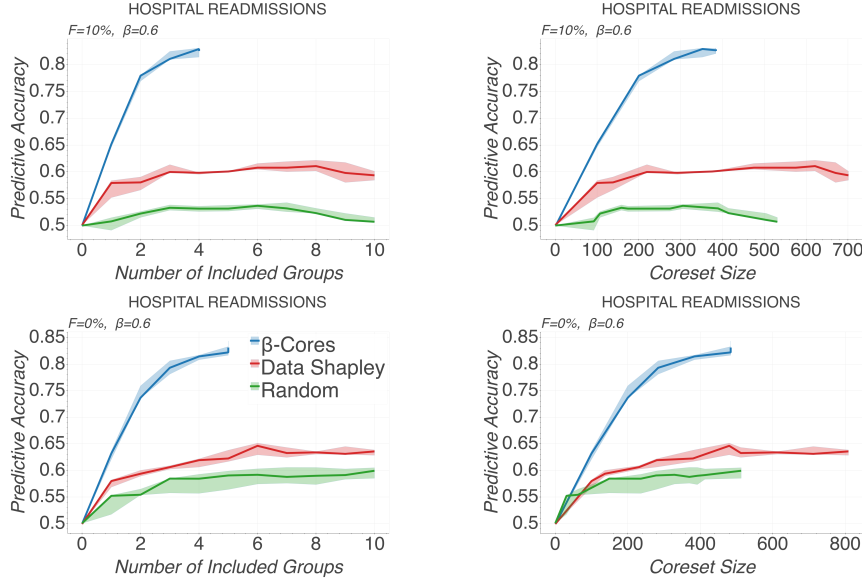 HOSPITAL READMISSIONS
F=10%, β=0.6
Predictive Accuracy
0.8
0.75
0.7
0.65
0.6
0.55
0.5
0 2 4 6 8 10
Number of Included Groups
HOSPITAL READMISSIONS
F=10%, β=0.6
Predictive Accuracy
0.8
0.75
0.7
0.65
0.6
0.55
0.5
0 100 200 300 400 500 600 700
Coreset Size
HOSPITAL READMISSIONS
F=0%, β=0.6
Predictive Accuracy
0.85
0.8
0.75
0.7
0.65
0.6
0.55
0.5
0 2 4 6 8 10
Number of Included Groups
β-Cores
Data Shapley
Random
HOSPITAL READMISSIONS
F=0%, β=0.6
Predictive Accuracy
0.85
0.8
0.75
0.7
0.65
0.6
0.55
0.5
0 200 400 600 800
Coreset Size